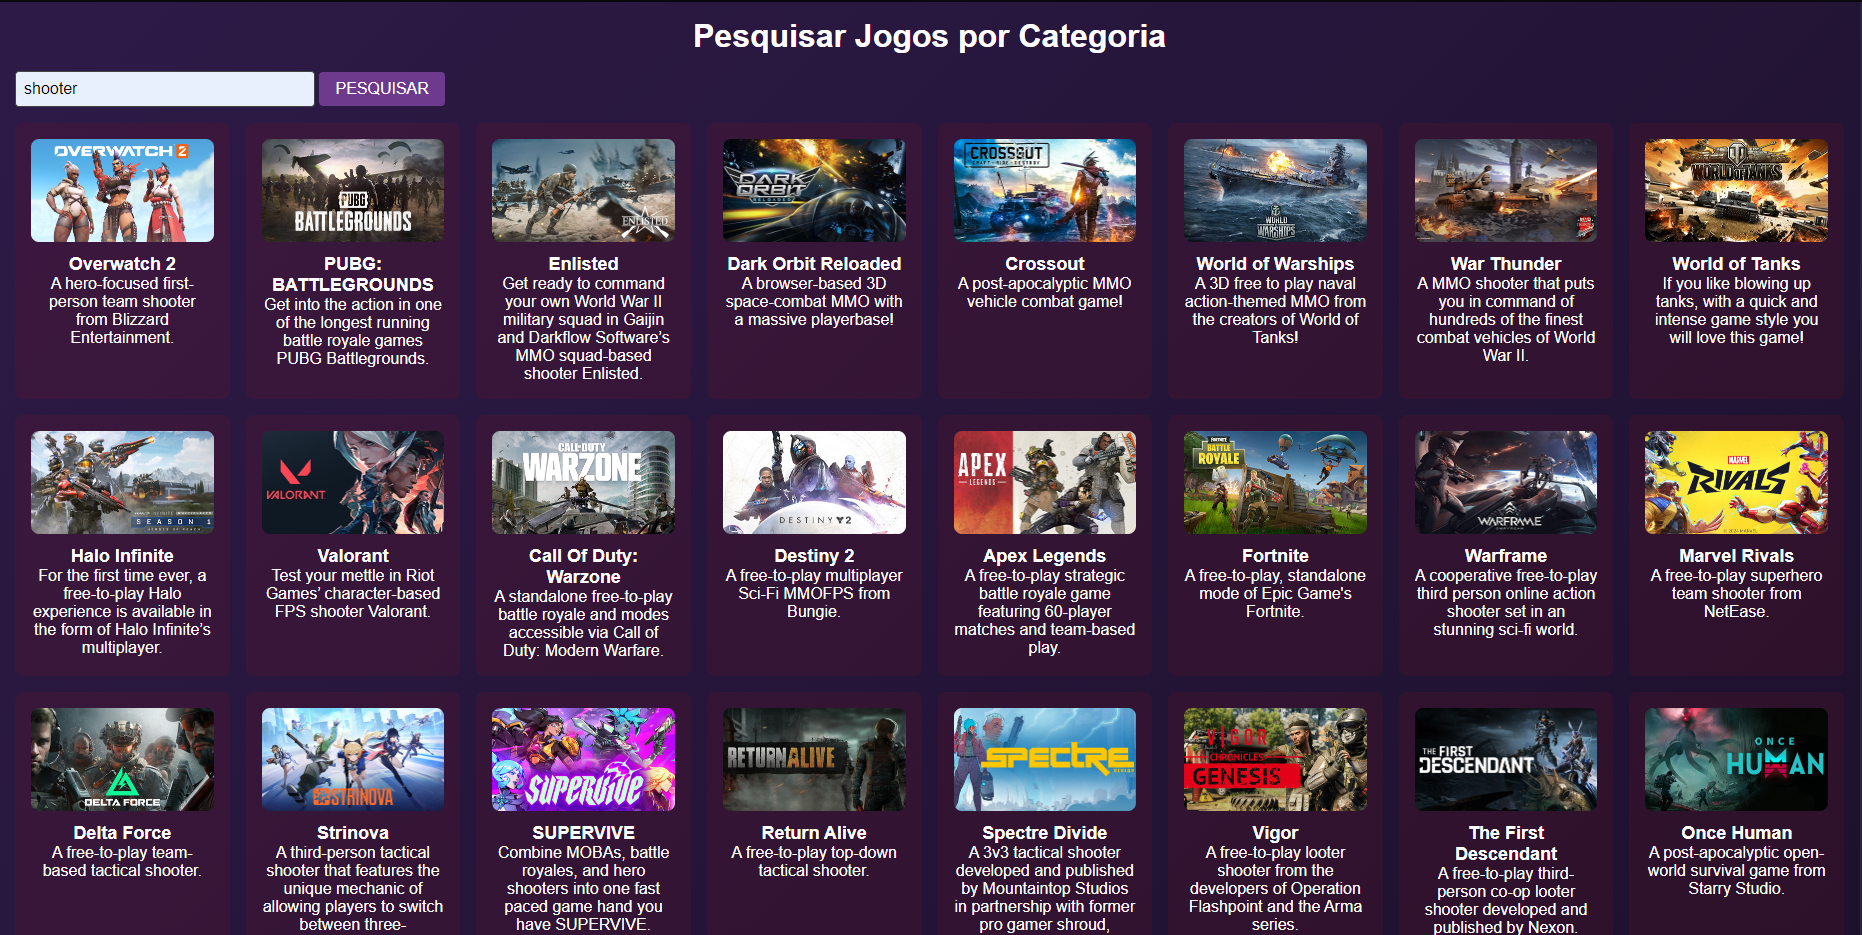 Pesquisar Jogos por Categoria
shooter
PESQUISAR
OVERWATCH 2
Overwatch 2
A hero-focused first-
person team shooter
from Blizzard
Entertainment.
PUBG
BATTLEGROUNDS
PUBG:
BATTLEGROUNDS
Get into the action in one
of the longest running
battle royale games
PUBG Battlegrounds.
ENLISTED
Enlisted
Get ready to command
your own World War II
military squad in Gaijin
and Darkflow Software's
MMO squad-based
shooter Enlisted.
DARK
ORBIT
RELOADED
Dark Orbit Reloaded
A browser-based 3D
space-combat MMO with
a massive playerbase!
CROSSOUT
CRAFT · RIDE · DESTROY
Crossout
A post-apocalyptic MMO
vehicle combat game!
WORLD
OF
WARSHIPS
World of Warships
A 3D free to play naval
action-themed MMO from
the creators of World of
Tanks!
War Thunder
A MMO shooter that puts
you in command of
hundreds of the finest
combat vehicles of World
War II.
WORLD OF TANKS
World of Tanks
If you like blowing up
tanks, with a quick and
intense game style you
will love this game!
HALO INFINITE MULTIPLAYER
SEASON 1
HEROES OF REACH
Halo Infinite
For the first time ever, a
free-to-play Halo
experience is available in
the form of Halo Infinite's
multiplayer.
VALORANT
Valorant
Test your mettle in Riot
Games' character-based
FPS shooter Valorant.
CALL OF DUTY
WARZONE
Call Of Duty:
Warzone
A standalone free-to-play
battle royale and modes
accessible via Call of
Duty: Modern Warfare.
DESTINY 2
Destiny 2
A free-to-play multiplayer
Sci-Fi MMOFPS from
Bungie.
APEX
LEGENDS
Apex Legends
A free-to-play strategic
battle royale game
featuring 60-player
matches and team-based
play.
FORTNITE
BATTLE
ROYALE
Fortnite
A free-to-play, standalone
mode of Epic Game's
Fortnite.
WARFRAME
Warframe
A cooperative free-to-play
third person online action
shooter set in an
stunning sci-fi world.
MARVEL
RIVALS
© 2024 MARVEL
Marvel Rivals
A free-to-play superhero
team shooter from
NetEase.
DELTA FORCE
Delta Force
A free-to-play team-
based tactical shooter.
STRINOVA
Strinova
A third-person tactical
shooter that features the
unique mechanic of
allowing players to switch
between three-
SUPERVIVE
SUPERVIVE
Combine MOBAs, battle
royales, and hero
shooters into one fast
paced game hand you
have SUPERVIVE.
RETURN ALIVE
Return Alive
A free-to-play top-down
tactical shooter.
SPECTRE
DIVIDE
Spectre Divide
A 3v3 tactical shooter
developed and published
by Mountaintop Studios
in partnership with former
pro gamer shroud,
VIGOR
CHRONICLES
GENESIS
Vigor
A free-to-play looter
shooter from the
developers of Operation
Flashpoint and the Arma
series.
THE FIRST
DESCENDANT
The First
Descendant
A free-to-play third-
person co-op looter
shooter developed and
published by Nexon.
ONCE
HUMAN
Once Human
A post-apocalyptic open-
world survival game from
Starry Studio.